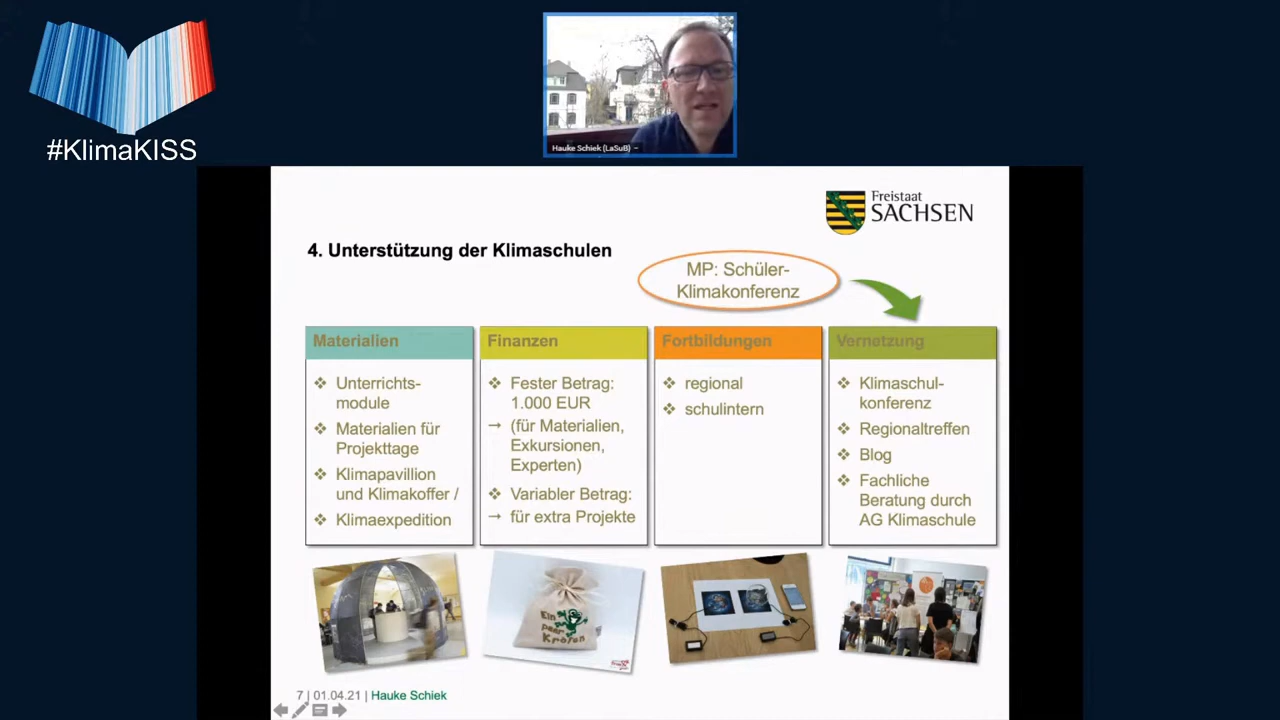 #KlimaKISS
Hauke Schiek (LaSuB)
Freistaat
SACHSEN
4. Unterstützung der Klimaschulen
MP: Schüler-
Klimakonferenz
Materialien
Unterrichts-
module
Materialien für
Projekttage
Klimapavillion
und Klimakoffer /
Klimaexpedition
Finanzen
Fester Betrag:
1.000 EUR
(für Materialien,
Exkursionen,
Experten)
Variabler Betrag:
für extra Projekte
Fortbildungen
regional
schulintern
Vernetzung
Klimaschul-
konferenz
Regionaltreffen
Blog
Fachliche
Beratung durch
AG Klimaschule
Ein
paar
Kröten
7 | 01.04.21 | Hauke Schiek